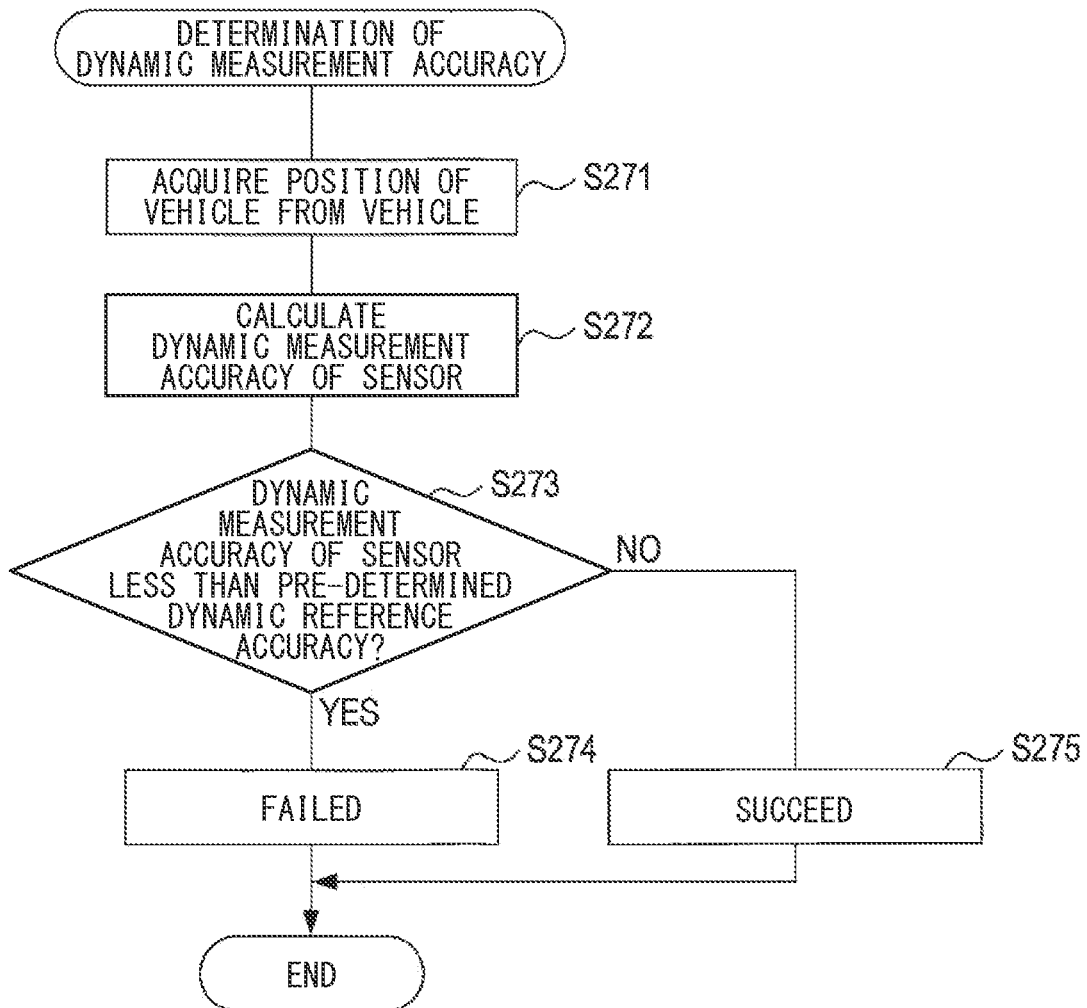 DETERMINATION OF
DYNAMIC MEASUREMENT ACCURACY
ACQUIRE POSITION OF
VEHICLE FROM VEHICLE
S271
CALCULATE
DYNAMIC MEASUREMENT
ACCURACY OF SENSOR
S272
S273
DYNAMIC
MEASUREMENT
ACCURACY OF SENSOR
LESS THAN PRE-DETERMINED
DYNAMIC REFERENCE
ACCURACY?
NO
YES
S274
FAILED
S275
SUCCEED
END